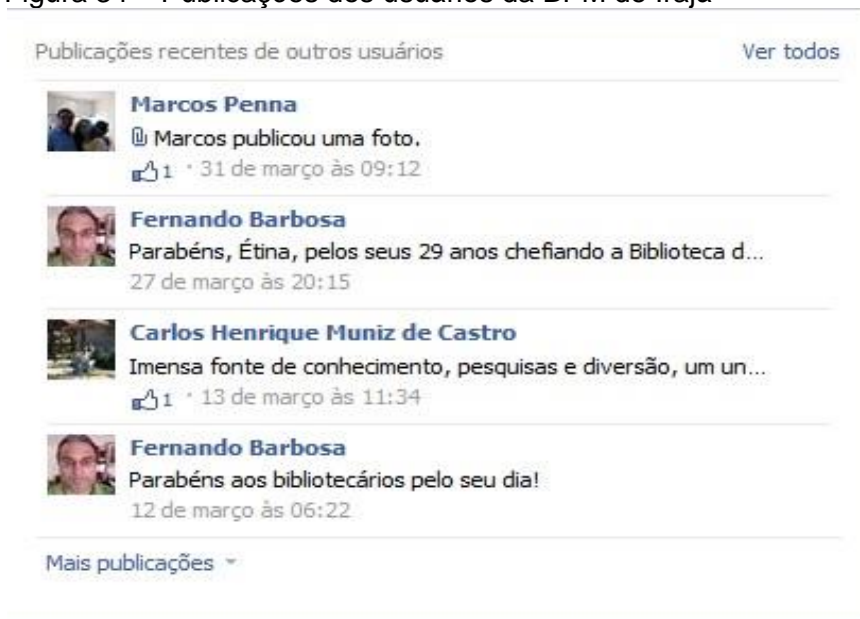 Publicações recentes de outros usuários Ver todos
Marcos Penna
Marcos publicou uma foto.
1 · 31 de março às 09:12
Fernando Barbosa
Parabéns, Étina, pelos seus 29 anos chefiando a Biblioteca d...
27 de março às 20:15
Carlos Henrique Muniz de Castro
Imensa fonte de conhecimento, pesquisas e diversão, um un...
1 · 13 de março às 11:34
Fernando Barbosa
Parabéns aos bibliotecários pelo seu dia!
12 de março às 06:22
Mais publicações